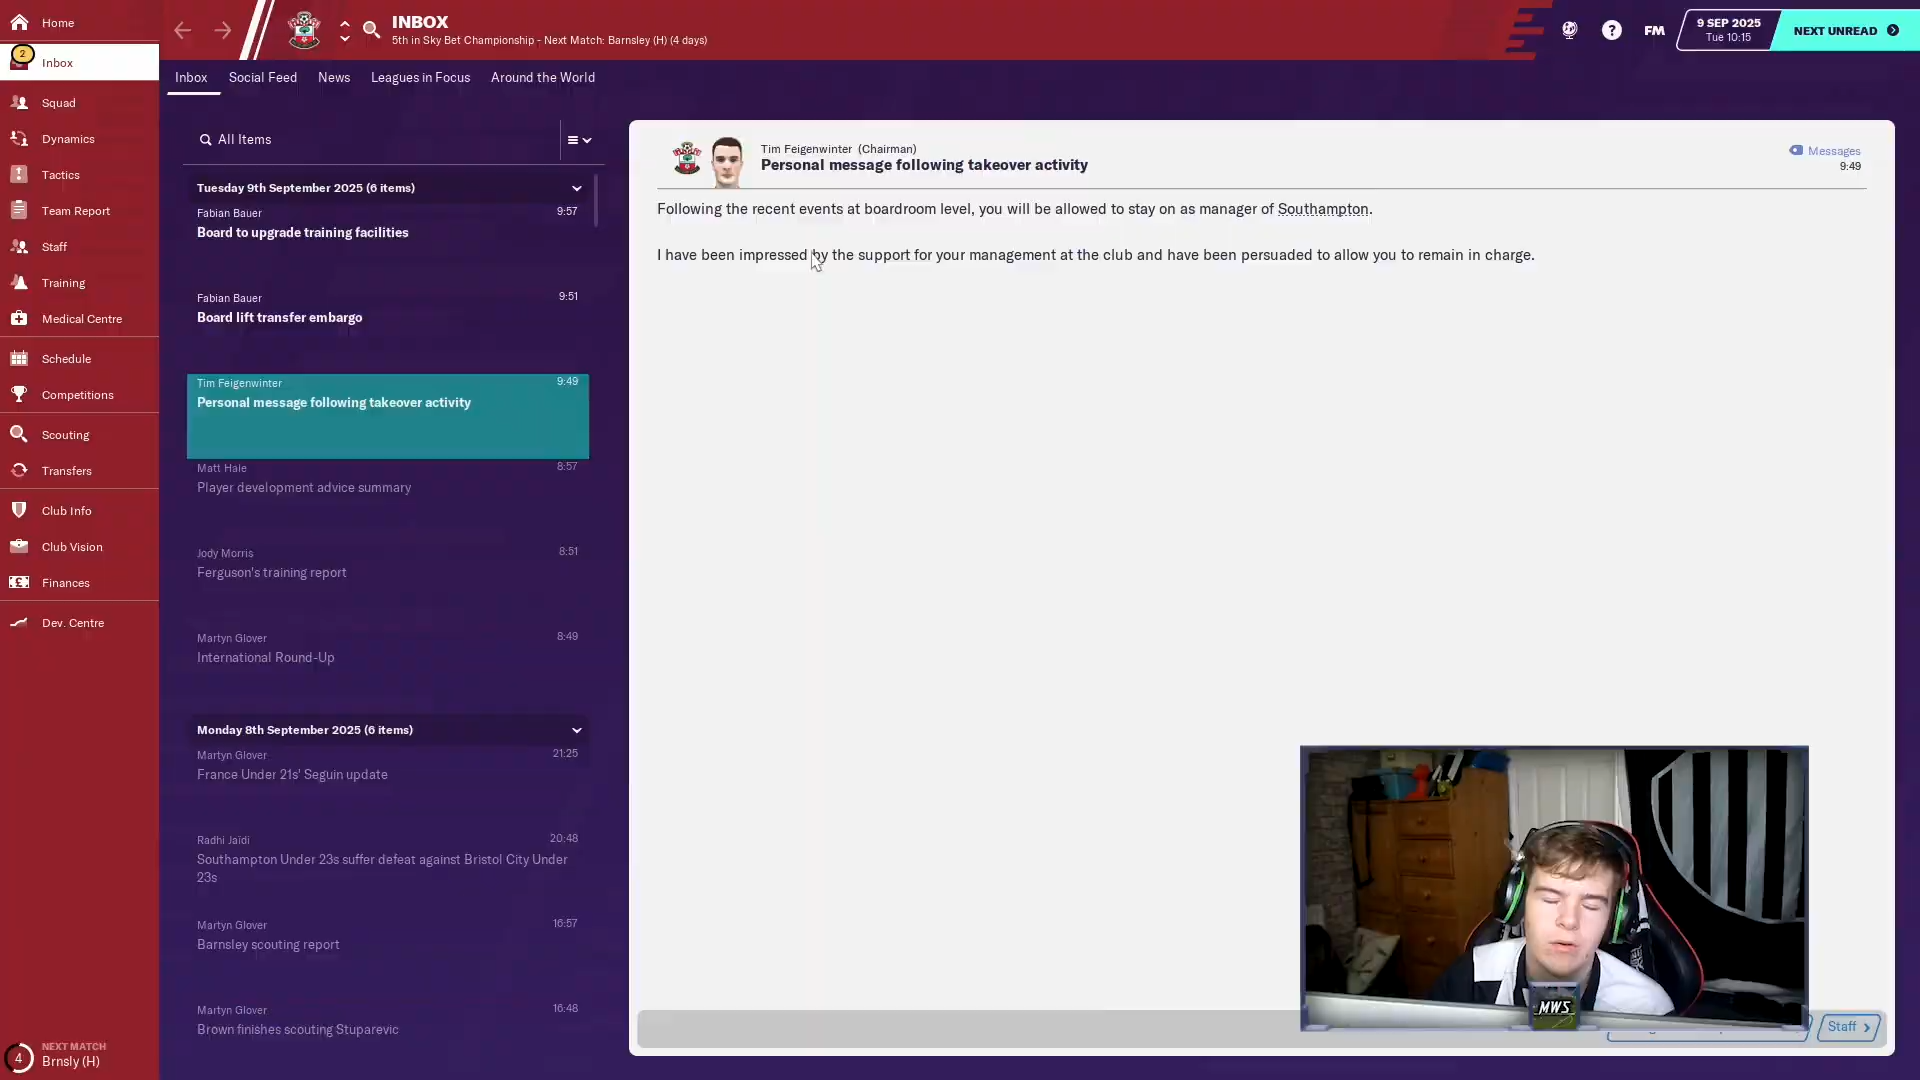 Home
2
Inbox
Squad
Dynamics
Tactics
Team Report
Staff
Training
Medical Centre
Schedule
Competitions
Scouting
Transfers
Club Info
Club Vision
Finances
Dev. Centre
4
NEXT MATCH
Brnsly (H)
INBOX
5th in Sky Bet Championship - Next Match: Barnsley (H) (4 days)
FM
9 SEP 2025
Tue 10:15
NEXT UNREAD
Inbox Social Feed News Leagues in Focus Around the World
All Items
Tuesday 9th September 2025 (6 items)
Fabian Bauer 9:57
Board to upgrade training facilities
Fabian Bauer 9:51
Board lift transfer embargo
Tim Feigenwinter 9:49
Personal message following takeover activity
Matt Hale 8:57
Player development advice summary
Jody Morris 8:51
Ferguson's training report
Martyn Glover 8:49
International Round-Up
Monday 8th September 2025 (6 items)
Martyn Glover 21:25
France Under 21s' Seguin update
Radhi Jaïdi 20:48
Southampton Under 23s suffer defeat against Bristol City Under
23s
Martyn Glover 16:57
Barnsley scouting report
Martyn Glover 16:48
Brown finishes scouting Stuparevic
Tim Feigenwinter (Chairman)
Personal message following takeover activity
Messages
9:49
Following the recent events at boardroom level, you will be allowed to stay on as manager of Southampton.
I have been impressed by the support for your management at the club and have been persuaded to allow you to remain in charge.
MWS
Staff